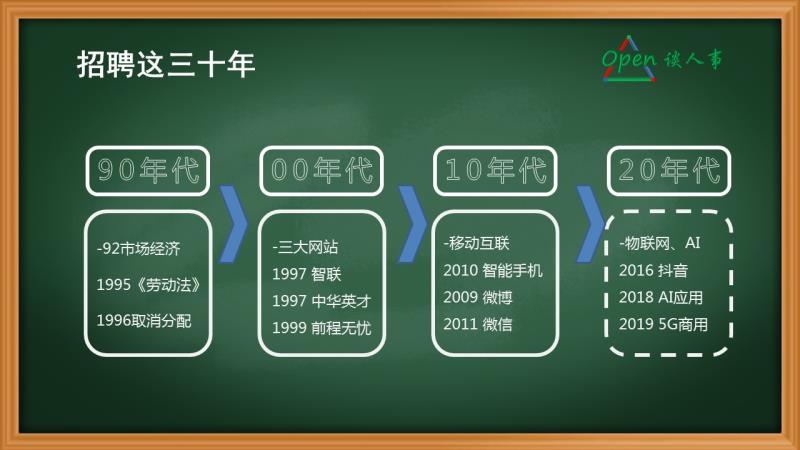 招聘这三十年
Open 谈人事
90年代
-92市场经济
1995《劳动法》
1996取消分配
00年代
-三大网站
1997 智联
1997 中华英才
1999 前程无忧
10年代
-移动互联
2010 智能手机
2009 微博
2011 微信
20年代
-物联网、AI
2016 抖音
2018 AI应用
2019 5G商用